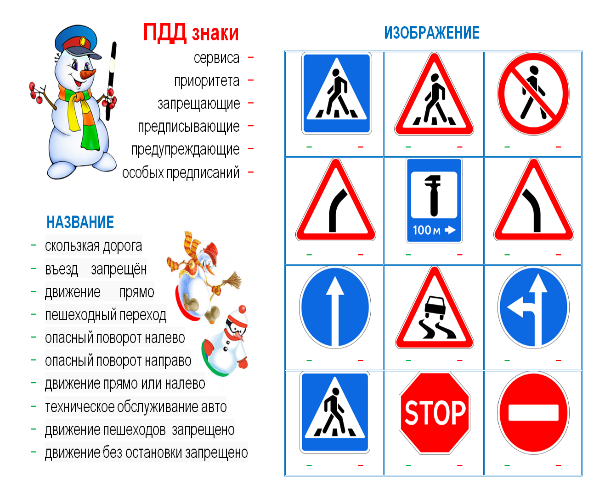 ПДД знаки
сервиса –
приоритета –
запрещающие –
предписывающие –
предупреждающие –
особых предписаний –
НАЗВАНИЕ
– скользкая дорога
– въезд запрещён
– движение прямо
– пешеходный переход
– опасный поворот налево
– опасный поворот направо
– движение прямо или налево
– техническое обслуживание авто
– движение пешеходов запрещено
– движение без остановки запрещено
ИЗОБРАЖЕНИЕ
100 м
STOP